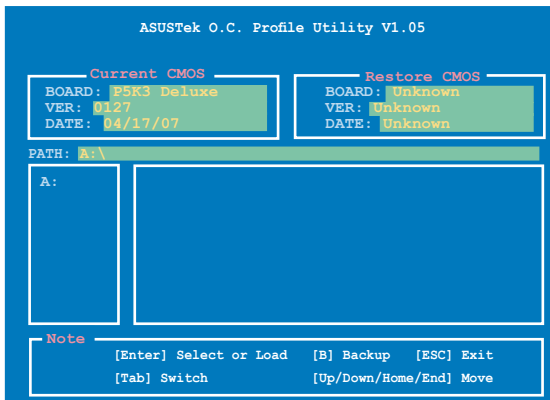 ASUSTek O.C. Profile Utility V1.05
Current CMOS
BOARD: P5K3 Deluxe
VER: 0127
DATE: 04/17/07
Restore CMOS
BOARD: Unknown
VER: Unknown
DATE: Unknown
PATH: A:\
A:
Note
[Enter] Select or Load [B] Backup [ESC] Exit
[Tab] Switch [Up/Down/Home/End] Move